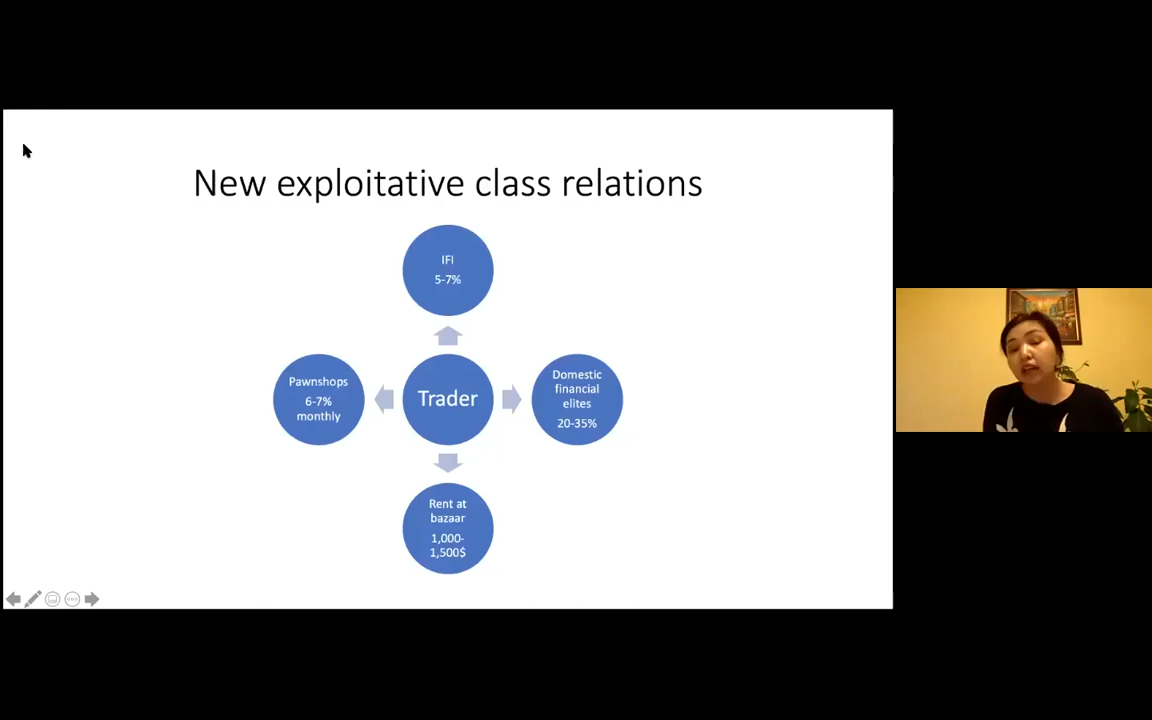 New exploitative class relations
IFI
5-7%
Pawnshops
6-7%
monthly
Trader
Domestic
financial
elites
20-35%
Rent at
bazaar
1,000-
1,500$